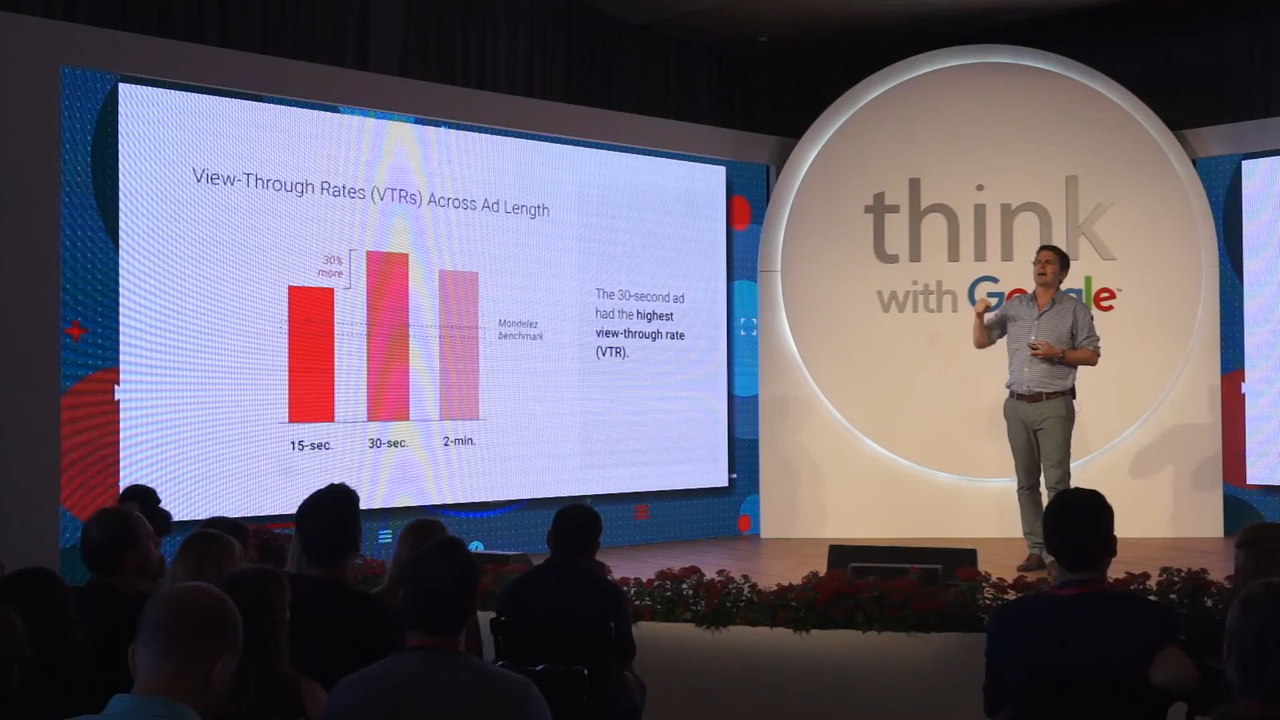 View-Through Rates (VTRs) Across Ad Length
30%
more
Mondelez
benchmark
15-sec.
30-sec.
2-min.
The 30-second ad
had the highest
view-through rate
(VTR).
think
with Google